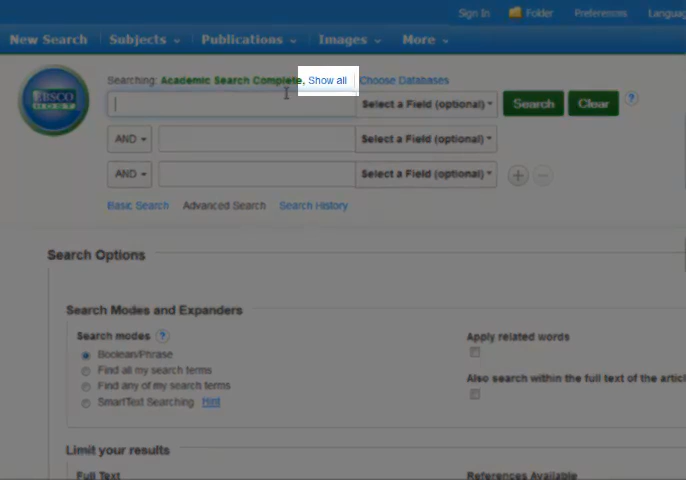 Sign In Folder Preferences Languag
New Search Subjects Publications Images More
Searching: Academic Search Complete, Show all Choose Databases
EBSCO HOST
Select a Field (optional) Search Clear ?
AND Select a Field (optional)
AND Select a Field (optional)
Basic Search Advanced Search Search History
Search Options
Search Modes and Expanders
Search modes ?
Boolean/Phrase
Find all my search terms
Find any of my search terms
SmartText Searching Hint
Apply related words
Also search within the full text of the articl
Limit your results
Full Text References Available